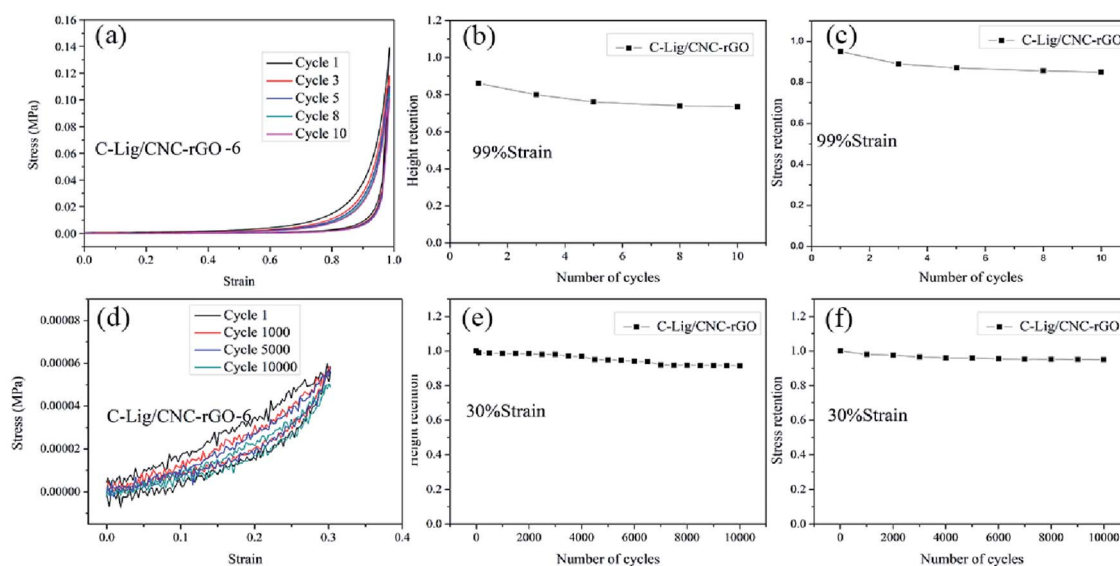 (a)
0.16
0.14
0.12
0.10
0.08
0.06
0.04
0.02
0.00
Stress (MPa)
Cycle 1
Cycle 3
Cycle 5
Cycle 8
Cycle 10
C-Lig/CNC-rGO -6
0.0 0.2 0.4 0.6 0.8 1.0
Strain
(b)
C-Lig/CNC-rGO
1.2
1.0
0.8
0.6
0.4
0.2
0.0
Height retention
99%Strain
0 2 4 6 8 10
Number of cycles
(c)
C-Lig/CNC-rGO
1.0
0.8
0.6
0.4
0.2
0.0
Stress retention
99%Strain
0 2 4 6 8 10
Number of cycles
(d)
0.00008
0.00006
0.00004
0.00002
0.00000
Stress (MPa)
Cycle 1
Cycle 1000
Cycle 5000
Cycle 10000
C-Lig/CNC-rGO-6
0.0 0.1 0.2 0.3 0.4
Strain
(e)
C-Lig/CNC-rGO
1.2
1.0
0.8
0.6
0.4
0.2
0.0
Height retention
30%Strain
0 2000 4000 6000 8000 10000
Number of cycles
(f)
C-Lig/CNC-rGO
1.2
1.0
0.8
0.6
0.4
0.2
0.0
Stress retention
30%Strain
0 2000 4000 6000 8000 10000
Number of cycles